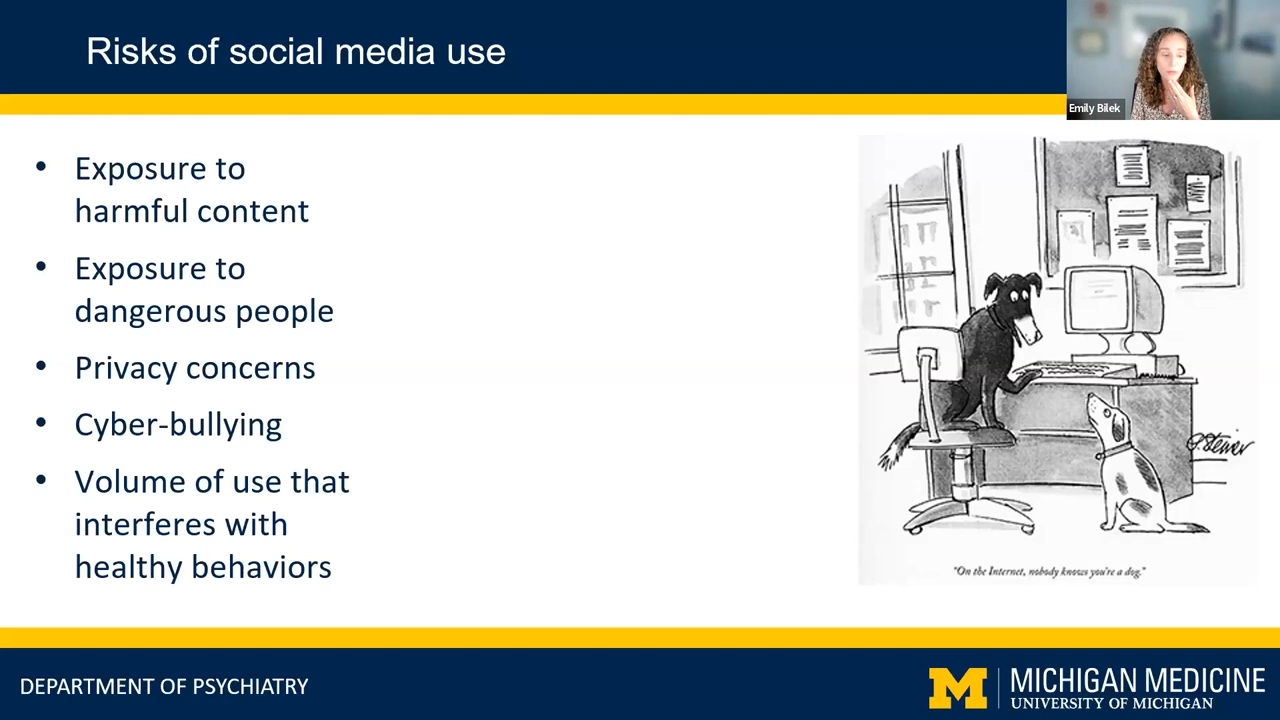 Risks of social media use
Emily Bilek
• Exposure to
harmful content
• Exposure to
dangerous people
• Privacy concerns
• Cyber-bullying
• Volume of use that
interferes with
healthy behaviors
P. Steiner
"On the Internet, nobody knows you're a dog."
DEPARTMENT OF PSYCHIATRY
M
MICHIGAN MEDICINE
UNIVERSITY OF MICHIGAN